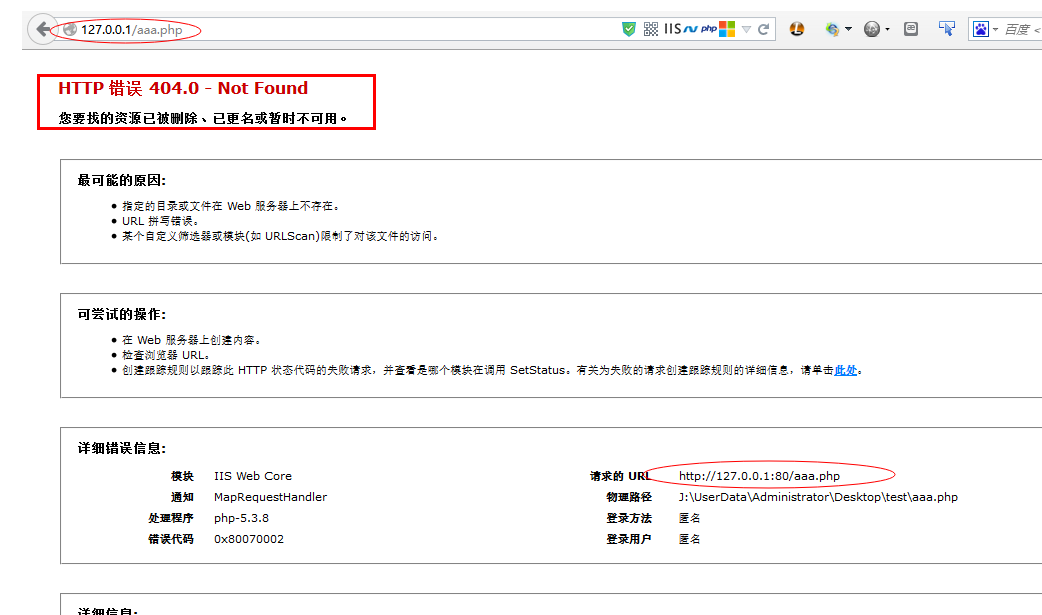 127.0.0.1/aaa.php IIS php 百度 <
HTTP 错误 404.0 - Not Found
您要找的资源已被删除、已更名或暂时不可用。
最可能的原因:
● 指定的目录或文件在 Web 服务器上不存在。
● URL 拼写错误。
● 某个自定义筛选器或模块(如 URLScan)限制了对该文件的访问。
可尝试的操作:
● 在 Web 服务器上创建内容。
● 检查浏览器 URL。
● 创建跟踪规则以跟踪此 HTTP 状态代码的失败请求，并查看是哪个模块在调用 SetStatus。有关为失败的请求创建跟踪规则的详细信息，请单击此处。
详细错误信息:
模块 IIS Web Core 请求的 URL http://127.0.0.1:80/aaa.php
通知 MapRequestHandler 物理路径 J:\UserData\Administrator\Desktop\test\aaa.php
处理程序 php-5.3.8 登录方法 匿名
错误代码 0x80070002 登录用户 匿名
详细信息: